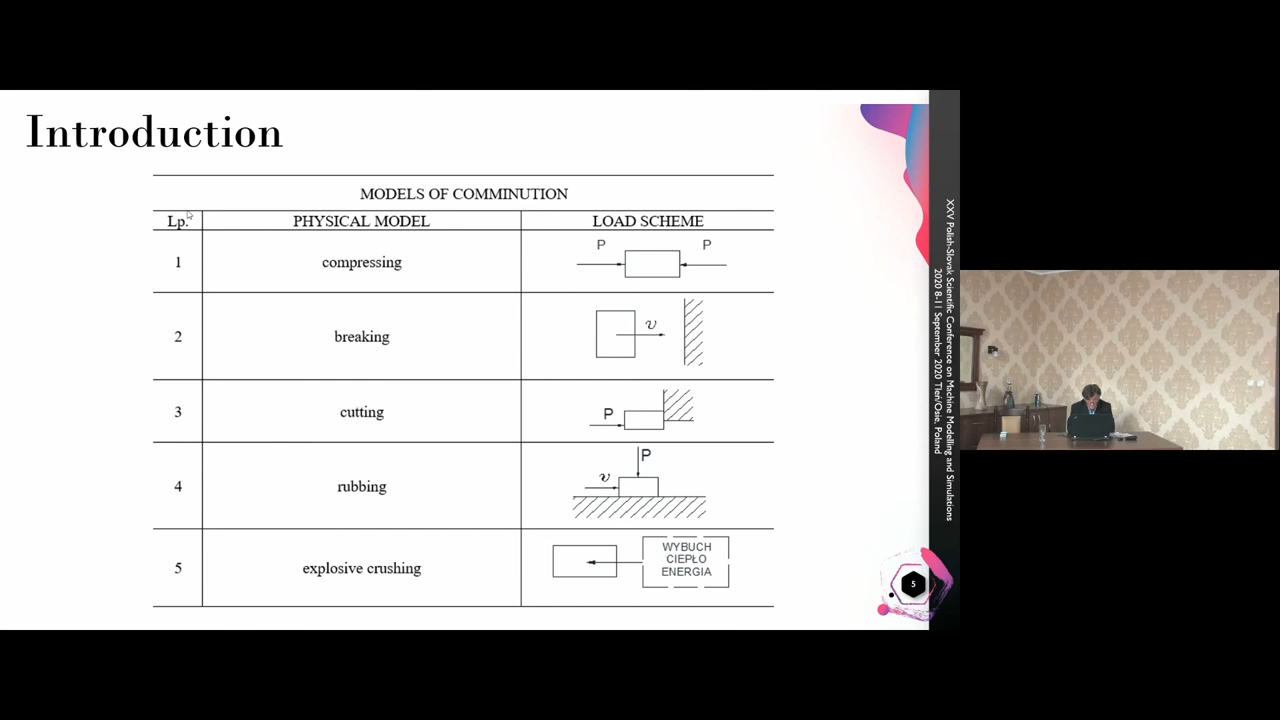 Introduction
MODELS OF COMMINUTION
Lp. PHYSICAL MODEL LOAD SCHEME
1 compressing P P
2 breaking v
3 cutting P
4 rubbing v P
5 explosive crushing WYBUCH
CIEPŁO
ENERGIA
XXV Polish-Slovak Scientific Conference on Machine Modelling and Simulations
2020 8-11 September 2020 Tleń/Osie, Poland
5